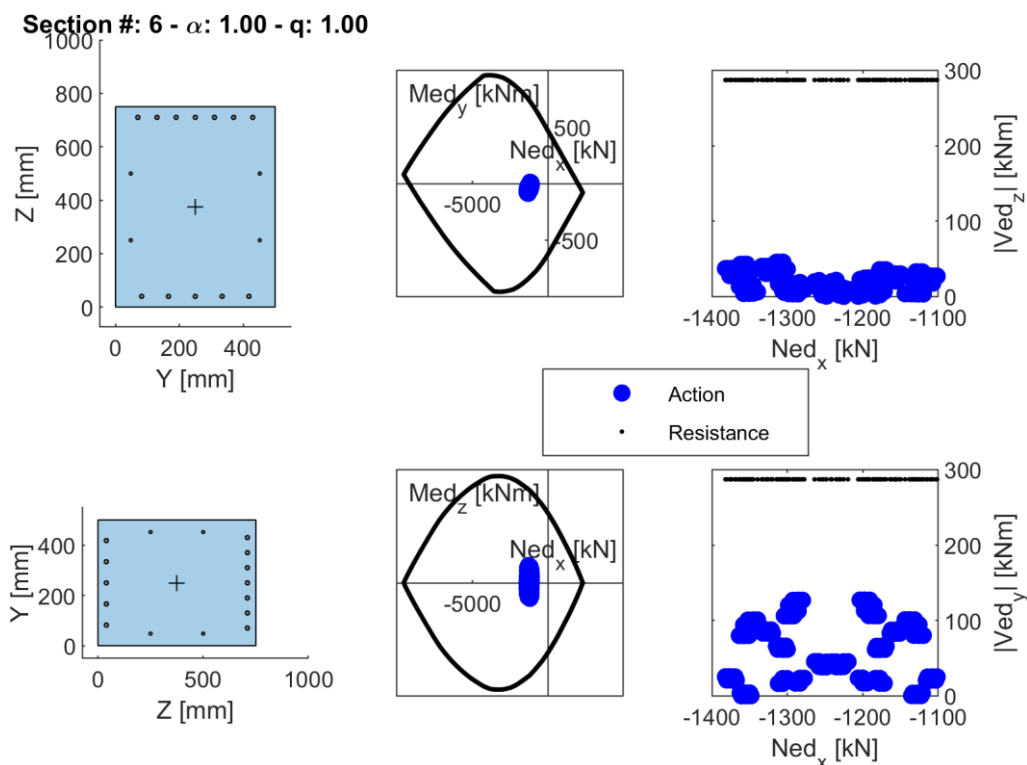 Section #: 6 - α: 1.00 - q: 1.00
1000
800
600
400
200
0
Z [mm]
0 200 400
Y [mm]
Med_y [kNm]
500
Ned_x [kN]
-5000
-500
300
200
100
0
|Ved_z| [kNm]
-1400 -1300 -1200 -1100
Ned_x [kN]
Action
Resistance
400
200
0
Y [mm]
0 500 1000
Z [mm]
Med_z [kNm]
Ned_x [kN]
-5000
300
200
100
0
|Ved_y| [kNm]
-1400 -1300 -1200 -1100
Ned_x [kN]